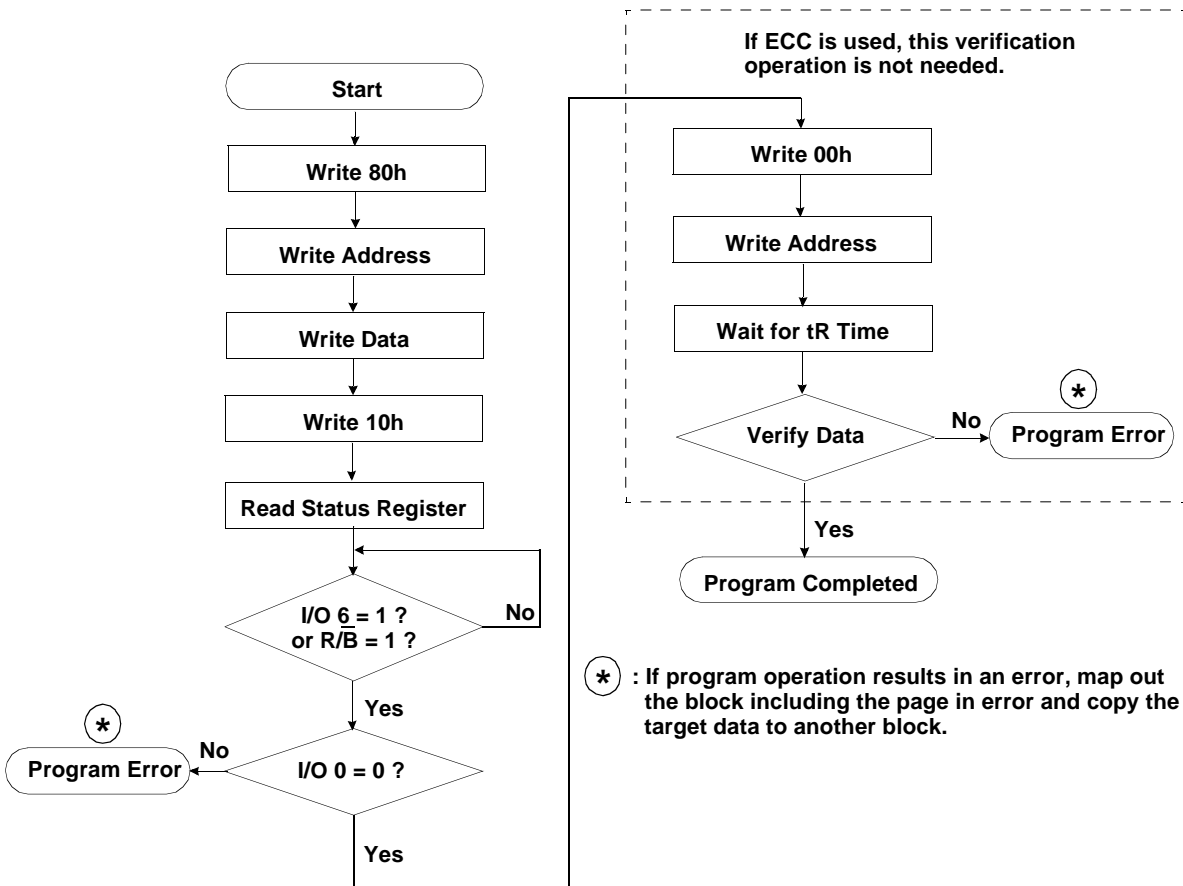 Start
Write 80h
Write Address
Write Data
Write 10h
Read Status Register
I/O 6 = 1 ?
or R/B̅ = 1 ?
No
Yes
*
No
Program Error
I/O 0 = 0 ?
Yes
If ECC is used, this verification
operation is not needed.
Write 00h
Write Address
Wait for tR Time
Verify Data
No
*
Program Error
Yes
Program Completed
* : If program operation results in an error, map out
the block including the page in error and copy the
target data to another block.